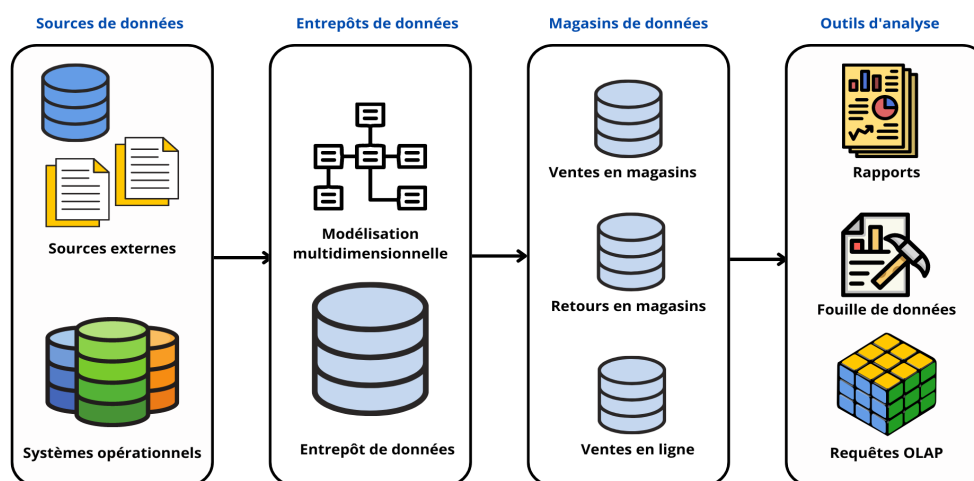 Sources de données
Entrepôts de données
Magasins de données
Outils d'analyse
Sources externes
Systèmes opérationnels
Modélisation
multidimensionnelle
Entrepôt de données
Ventes en magasins
Retours en magasins
Ventes en ligne
Rapports
Fouille de données
Requêtes OLAP